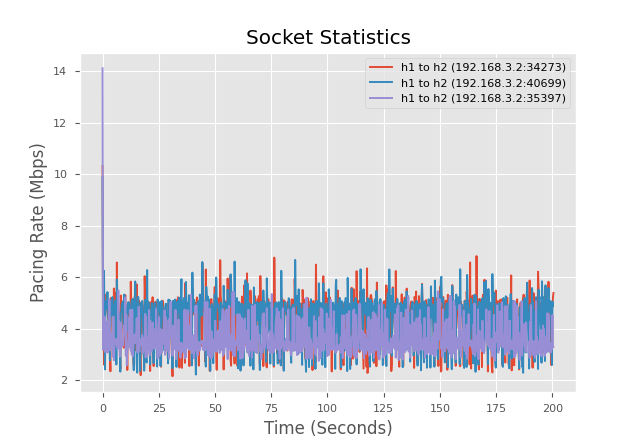 Socket Statistics
h1 to h2 (192.168.3.2:34273)
h1 to h2 (192.168.3.2:40699)
h1 to h2 (192.168.3.2:35397)
Pacing Rate (Mbps)
14
12
10
8
6
4
2
0 25 50 75 100 125 150 175 200
Time (Seconds)